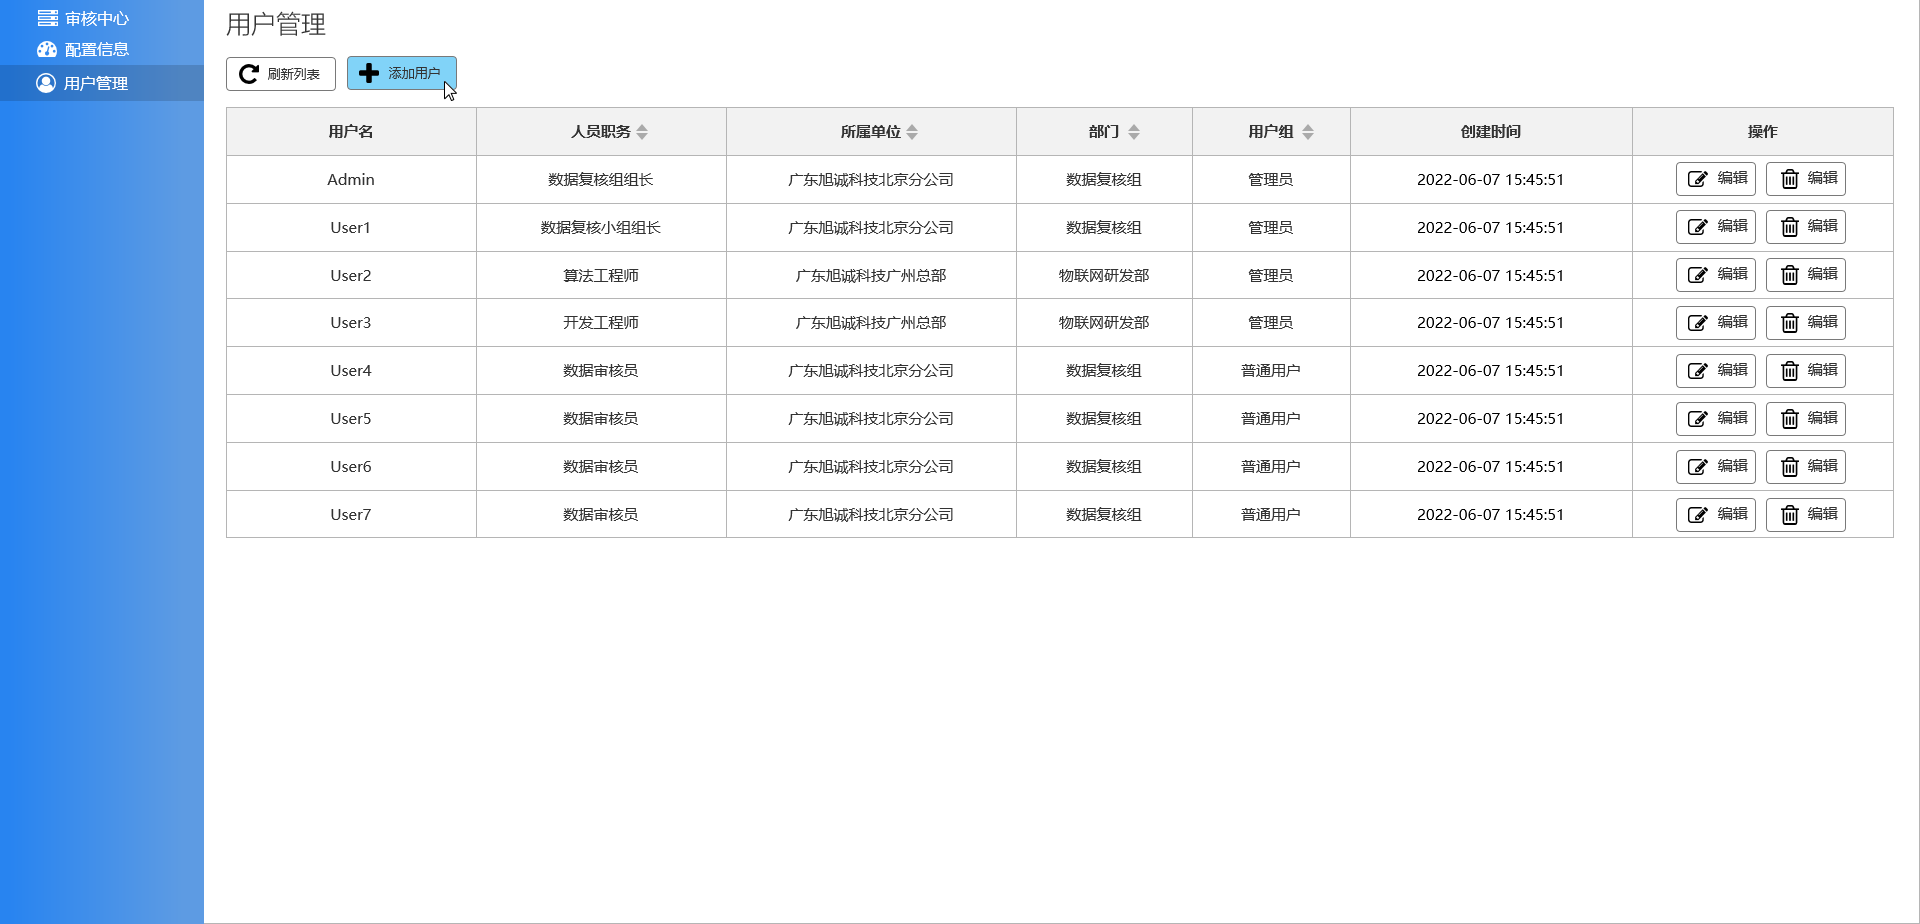 审核中心
配置信息
用户管理
用户管理
刷新列表 添加用户
用户名 人员职务 所属单位 部门 用户组 创建时间 操作
Admin 数据复核组组长 广东旭诚科技北京分公司 数据复核组 管理员 2022-06-07 15:45:51 编辑 编辑
User1 数据复核小组组长 广东旭诚科技北京分公司 数据复核组 管理员 2022-06-07 15:45:51 编辑 编辑
User2 算法工程师 广东旭诚科技广州总部 物联网研发部 管理员 2022-06-07 15:45:51 编辑 编辑
User3 开发工程师 广东旭诚科技广州总部 物联网研发部 管理员 2022-06-07 15:45:51 编辑 编辑
User4 数据审核员 广东旭诚科技北京分公司 数据复核组 普通用户 2022-06-07 15:45:51 编辑 编辑
User5 数据审核员 广东旭诚科技北京分公司 数据复核组 普通用户 2022-06-07 15:45:51 编辑 编辑
User6 数据审核员 广东旭诚科技北京分公司 数据复核组 普通用户 2022-06-07 15:45:51 编辑 编辑
User7 数据审核员 广东旭诚科技北京分公司 数据复核组 普通用户 2022-06-07 15:45:51 编辑 编辑